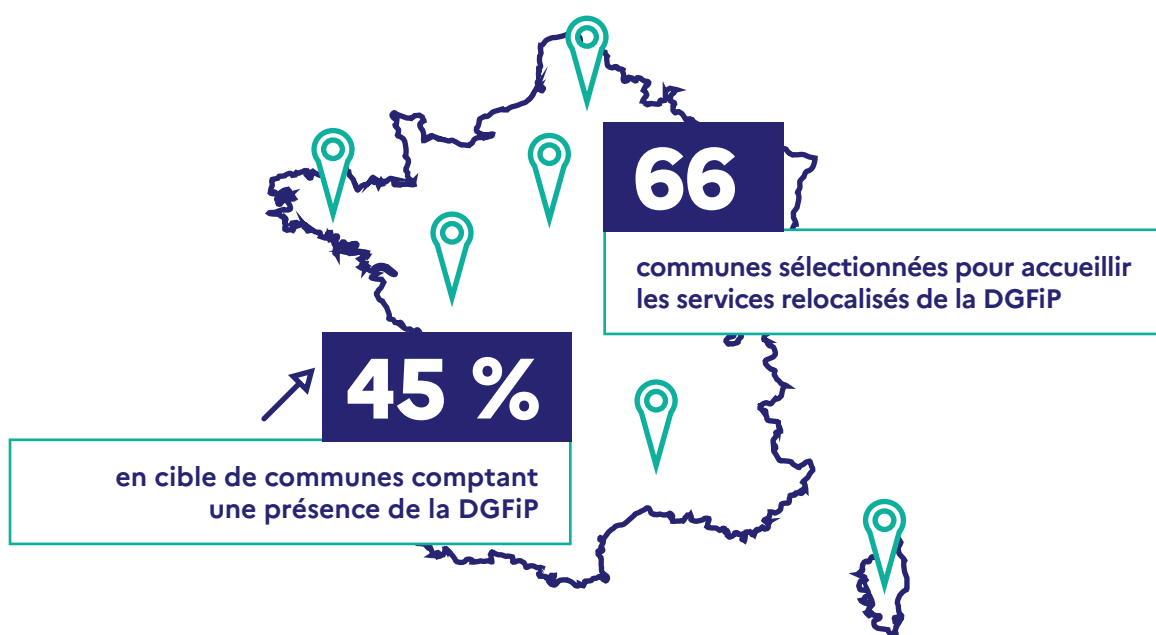 66
communes sélectionnées pour accueillir
les services relocalisés de la DGFiP
45 %
en cible de communes comptant
une présence de la DGFiP